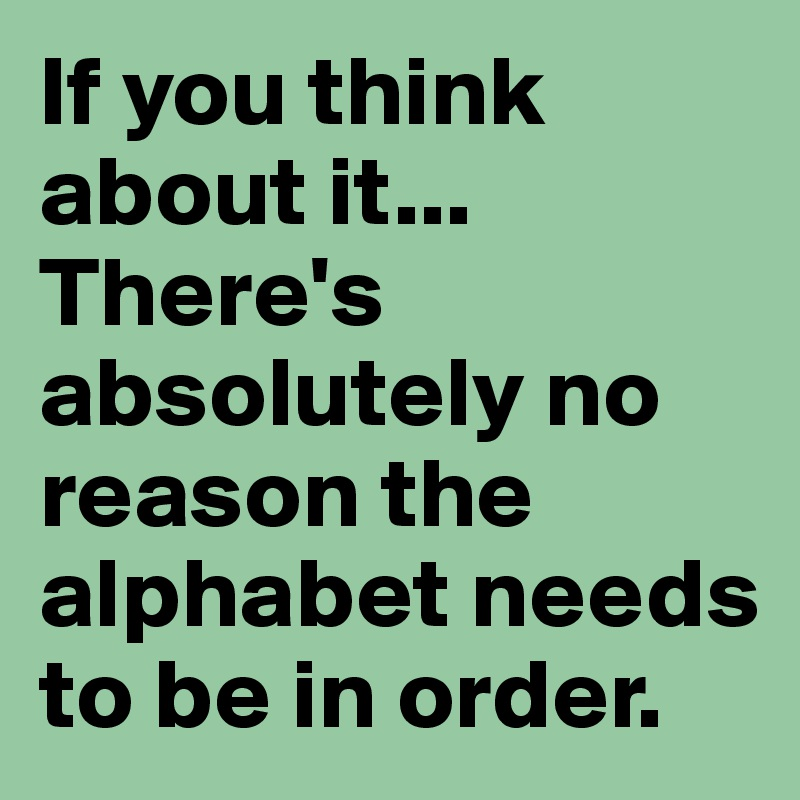 If you think
about it...
There's
absolutely no
reason the
alphabet needs
to be in order.